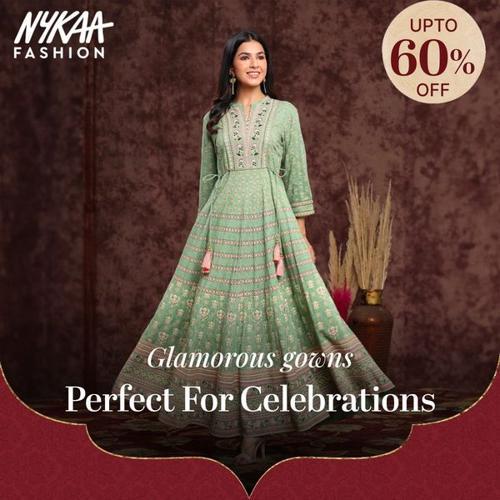 NYKAA
FASHION
UPTO
60%
OFF
Glamorous gowns
Perfect For Celebrations